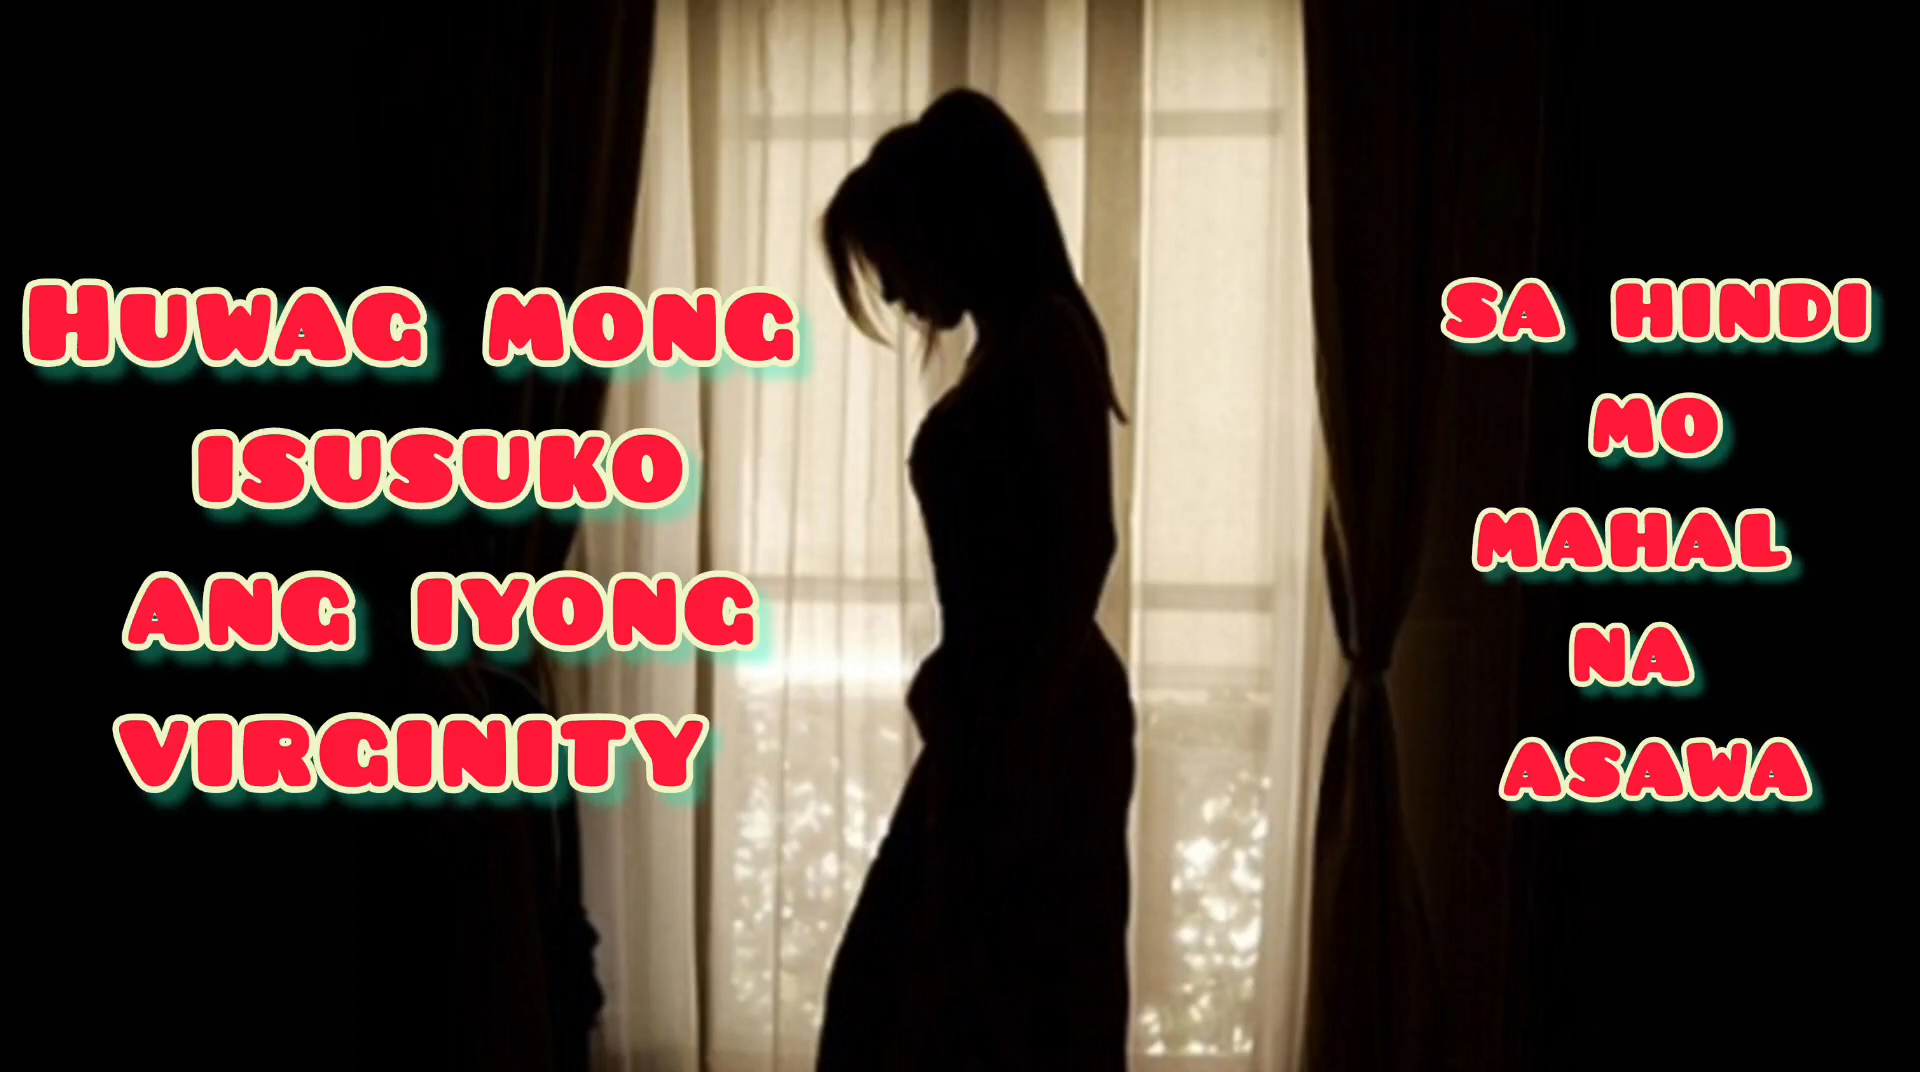 Huwag mong
isusuko
ang iyong
virginity
sa hindi
mo
mahal
na
asawa